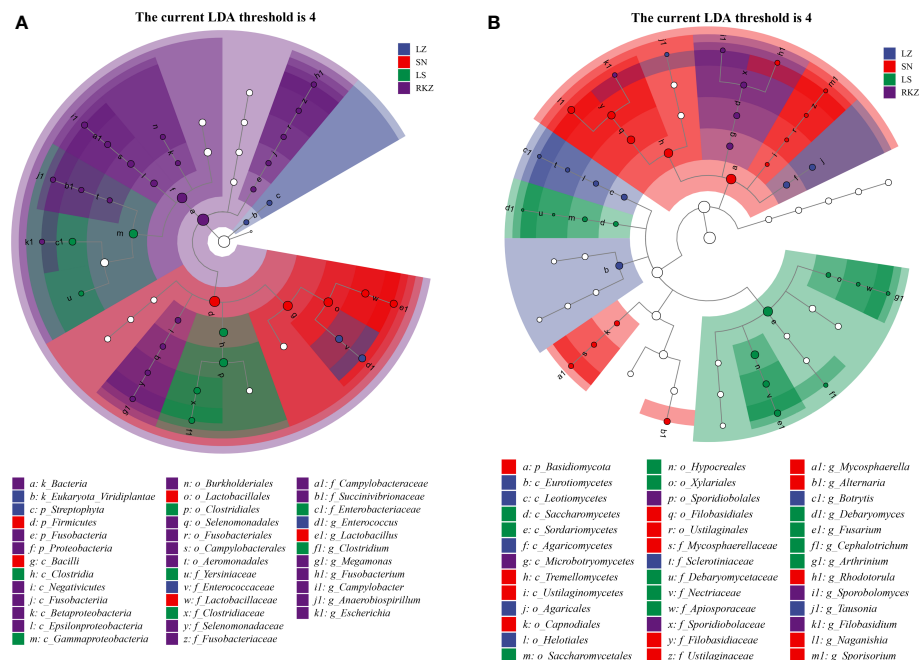 A
The current LDA threshold is 4
LZ
SN
LS
RKZ
a: k_Bacteria
b: k_Eukaryota_Viridiplantae
c: p_Streptophyta
d: p_Firmicutes
e: p_Fusobacteria
f: p_Proteobacteria
g: c_Bacilli
h: c_Clostridia
i: c_Negativicutes
j: c_Fusobacteriia
k: c_Betaproteobacteria
l: c_Epsilonproteobacteria
m: c_Gammaproteobacteria
n: o_Burkholderiales
o: o_Lactobacillales
p: o_Clostridiales
q: o_Selenomonadales
r: o_Fusobacteriales
s: o_Campylobacterales
t: o_Aeromonadales
u: f_Yersiniaceae
v: f_Enterococcaceae
w: f_Lactobacillaceae
x: f_Clostridiaceae
y: f_Selenomonadaceae
z: f_Fusobacteriaceae
a1: f_Campylobacteraceae
b1: f_Succinivibrionaceae
c1: f_Enterobacteriaceae
d1: g_Enterococcus
e1: g_Lactobacillus
f1: g_Clostridium
g1: g_Megamonas
h1: g_Fusobacterium
i1: g_Campylobacter
j1: g_Anaerobiospirillum
k1: g_Escherichia
B
The current LDA threshold is 4
LZ
SN
LS
RKZ
a: p_Basidiomycota
b: c_Eurotiomycetes
c: c_Leotiomycetes
d: c_Saccharomycetes
e: c_Sordariomycetes
f: c_Agaricomycetes
g: c_Microbotryomycetes
h: c_Tremellomycetes
i: c_Ustilaginomycetes
j: o_Agaricales
k: o_Capnodiales
l: o_Helotiales
m: o_Saccharomycetales
n: o_Hypocreales
o: o_Xylariales
p: o_Sporidiobolales
q: o_Filobasidiales
r: o_Ustilaginales
s: f_Mycosphaerellaceae
t: f_Sclerotiniaceae
u: f_Debaryomycetaceae
v: f_Nectriaceae
w: f_Apiosporaceae
x: f_Sporidiobolaceae
y: f_Filobasidiaceae
z: f_Ustilaginaceae
a1: g_Mycosphaerella
b1: g_Alternaria
c1: g_Botrytis
d1: g_Debaryomyces
e1: g_Fusarium
f1: g_Cephalotrichum
g1: g_Arthrinium
h1: g_Rhodotorula
i1: g_Sporobolomyces
j1: g_Tausonia
k1: g_Filobasidium
l1: g_Naganishia
m1: g_Sporisorium